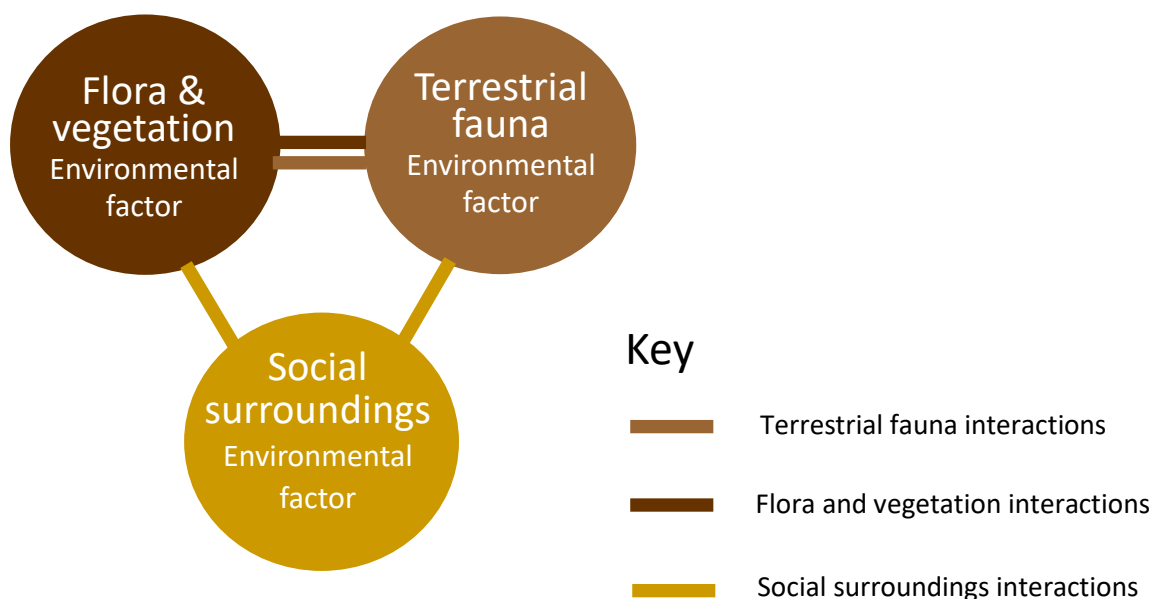 Flora &
vegetation
Environmental
factor
Terrestrial
fauna
Environmental
factor
Social
surroundings
Environmental
factor
Key
Terrestrial fauna interactions
Flora and vegetation interactions
Social surroundings interactions